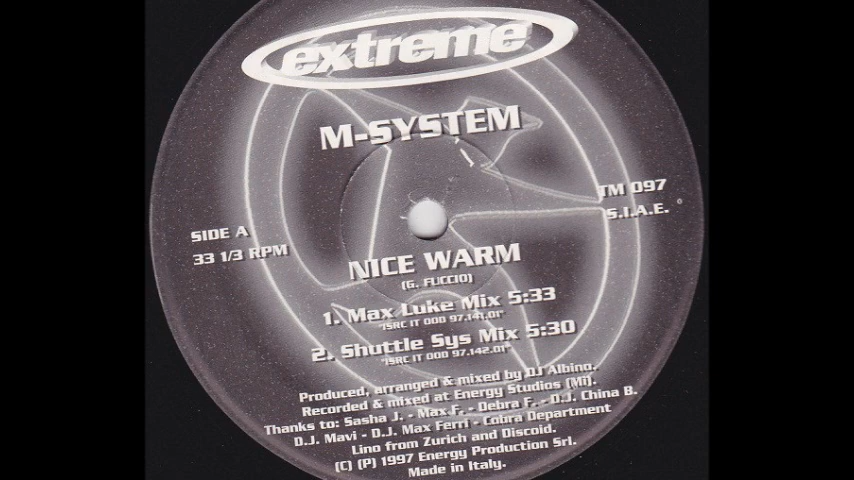 extreme
M-SYSTEM
TM 097
S.I.A.E.
SIDE A
33 1/3 RPM
NICE WARM
(G. FUCCIO)
1. Max Luke Mix 5:33
"ISRC IT 00D 97.141.01"
2. Shuttle Sys Mix 5:30
"ISRC IT 00D 97.142.01"
Produced, arranged & mixed by DJ Albino.
Recorded & mixed at Energy Studios (Mi).
Thanks to: Sasha J. - Max F. - Debra F. - D.J. China B.
D.J. Mavi - D.J. Max Ferri - Cobra Department
Lino from Zurich and Discoid.
(C) (P) 1997 Energy Production Srl.
Made in Italy.